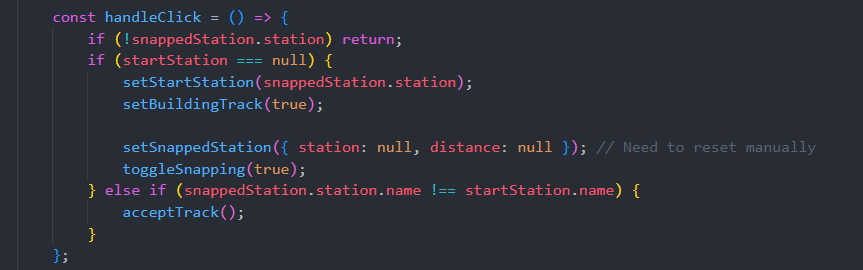 const handleClick = () => {
    if (!snappedStation.station) return;
    if (startStation === null) {
        setStartStation(snappedStation.station);
        setBuildingTrack(true);

        setSnappedStation({ station: null, distance: null }); // Need to reset manually
        toggleSnapping(true);
    } else if (snappedStation.station.name !== startStation.name) {
        acceptTrack();
    }
};